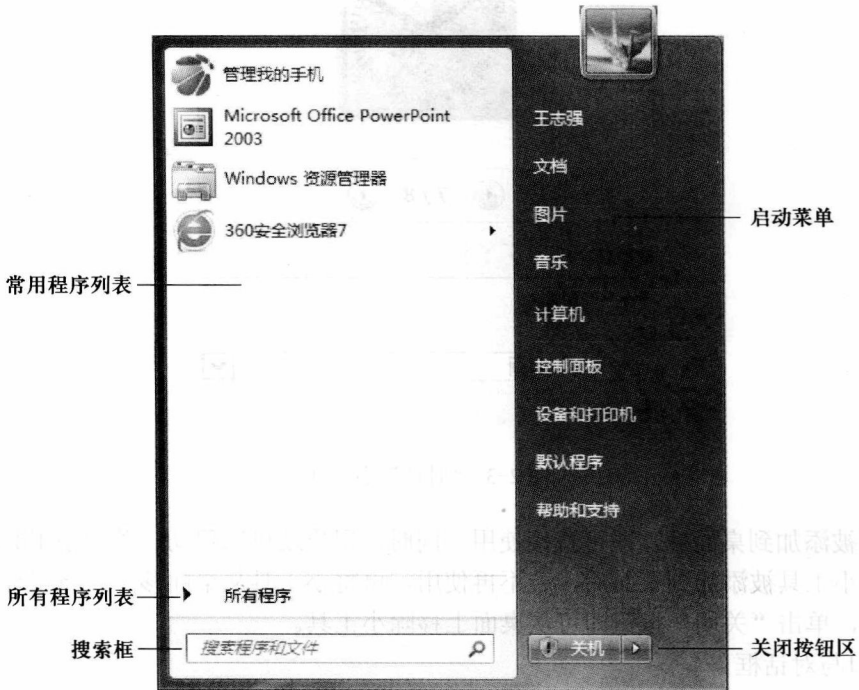 管理我的手机
Microsoft Office PowerPoint
2003
Windows 资源管理器
360安全浏览器7
王志强
文档
图片
音乐
计算机
控制面板
设备和打印机
默认程序
帮助和支持
启动菜单
常用程序列表
所有程序列表
所有程序
搜索框
搜索程序和文件
关机
关闭按钮区